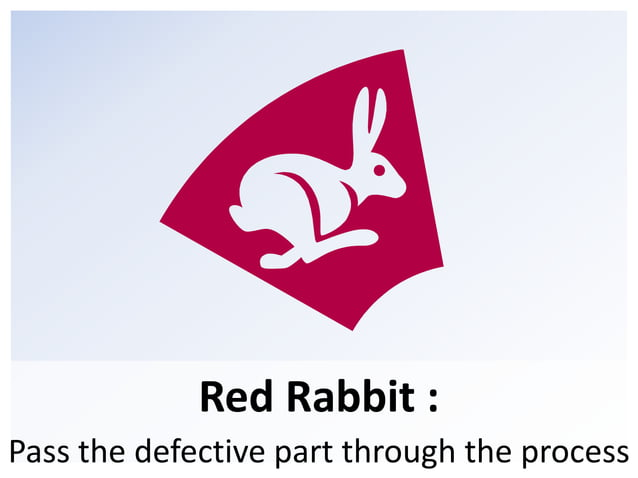 Red Rabbit :
Pass the defective part through the process